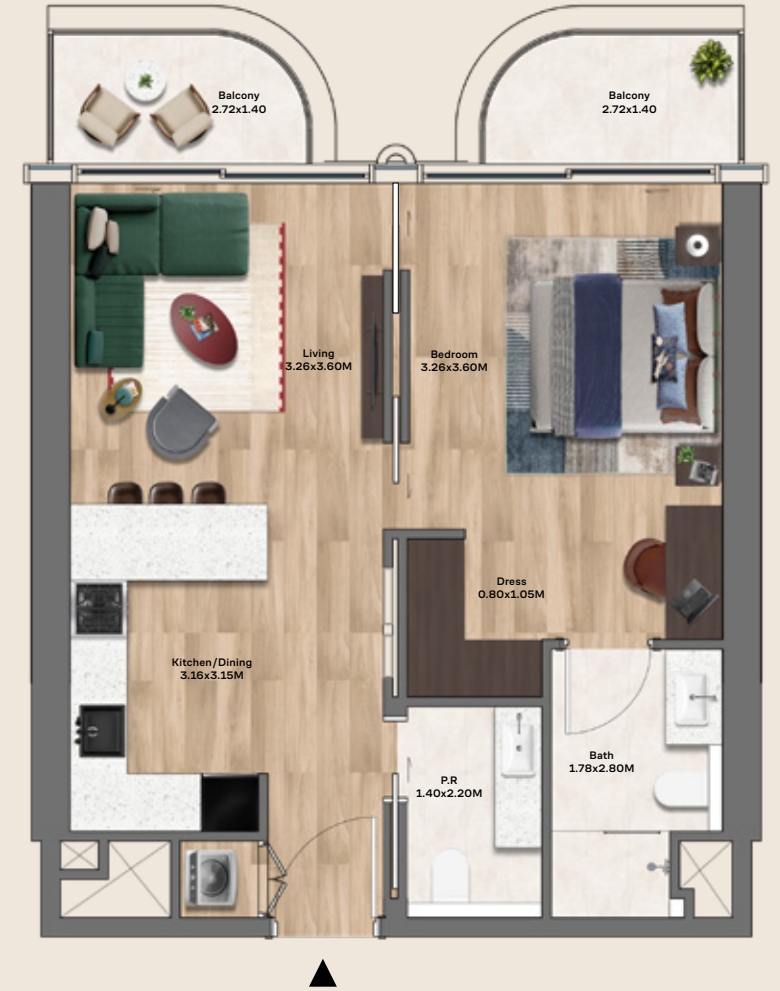 Balcony
2.72x1.40
Balcony
2.72x1.40
Living
3.26x3.60M
Bedroom
3.26x3.60M
Dress
0.80x1.05M
Kitchen/Dining
3.16x3.15M
Bath
1.78x2.80M
P.R
1.40x2.20M